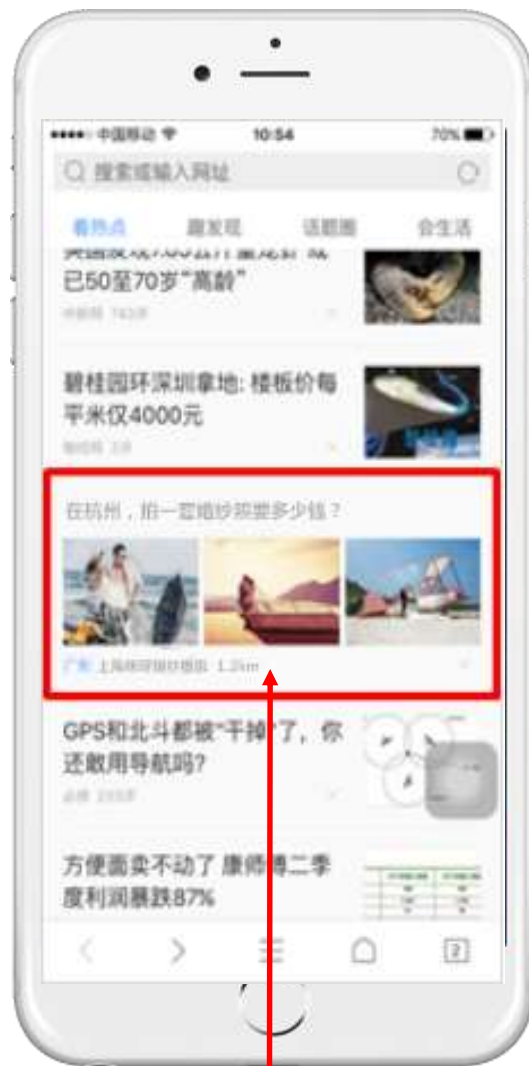 中国移动
10:54
70%
搜索或输入网址
看热点 趣发现 话题圈 会生活
已50至70岁“高龄”
碧桂园环深圳拿地: 楼板价每
平米仅4000元
在杭州，拍一套婚纱照要多少钱？
广告
1.2km
GPS和北斗都被“干掉”了，你
还敢用导航吗?
方便面卖不动了 康师傅二季
度利润暴跌87%
2